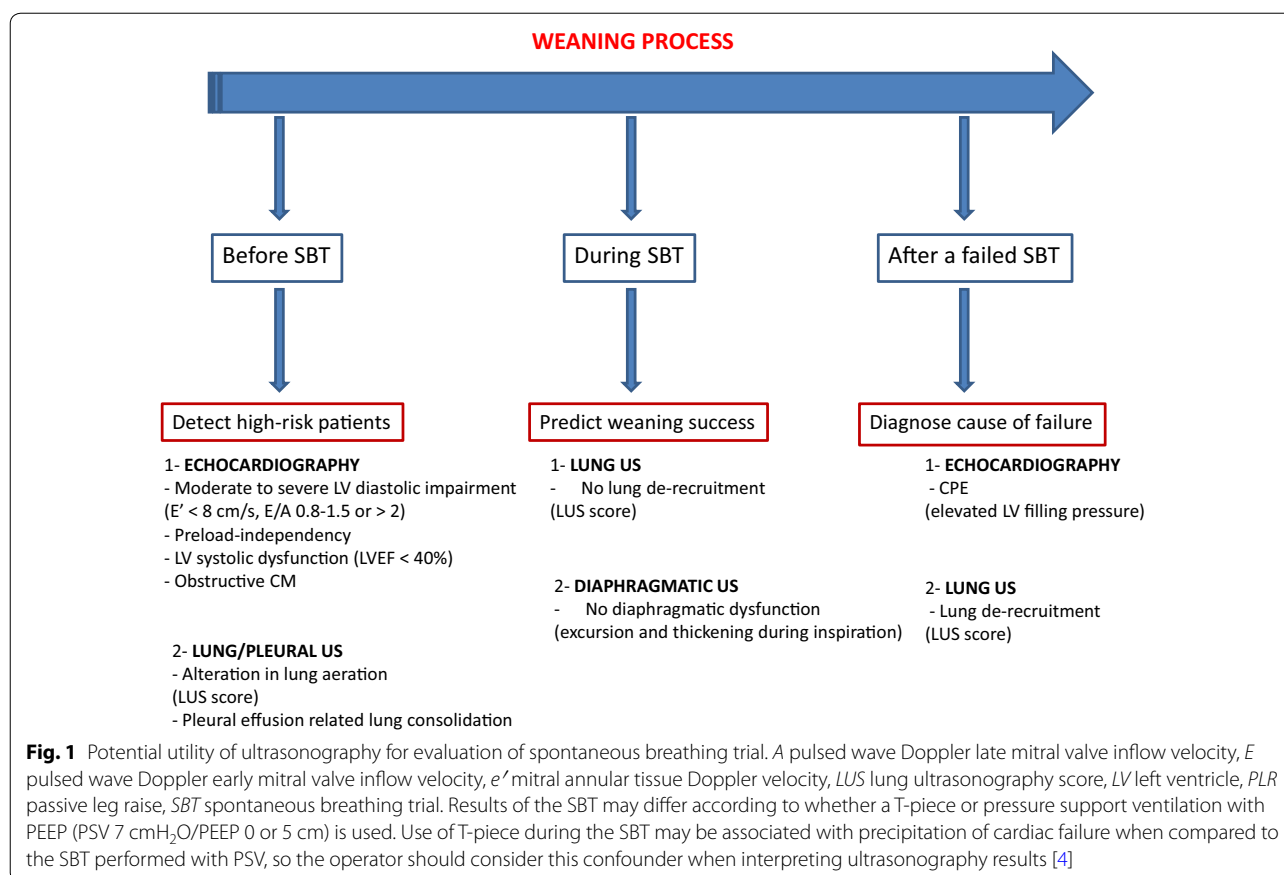 WEANING PROCESS
Before SBT
During SBT
After a failed SBT
Detect high-risk patients
Predict weaning success
Diagnose cause of failure
1- ECHOCARDIOGRAPHY
- Moderate to severe LV diastolic impairment
(E' < 8 cm/s, E/A 0.8-1.5 or > 2)
- Preload-independency
- LV systolic dysfunction (LVEF < 40%)
- Obstructive CM
2- LUNG/PLEURAL US
- Alteration in lung aeration
(LUS score)
- Pleural effusion related lung consolidation
1- LUNG US
- No lung de-recruitment
(LUS score)
2- DIAPHRAGMATIC US
- No diaphragmatic dysfunction
(excursion and thickening during inspiration)
1- ECHOCARDIOGRAPHY
- CPE
(elevated LV filling pressure)
2- LUNG US
- Lung de-recruitment
(LUS score)
Fig. 1 Potential utility of ultrasonography for evaluation of spontaneous breathing trial. A pulsed wave Doppler late mitral valve inflow velocity, E
pulsed wave Doppler early mitral valve inflow velocity, e′ mitral annular tissue Doppler velocity, LUS lung ultrasonography score, LV left ventricle, PLR
passive leg raise, SBT spontaneous breathing trial. Results of the SBT may differ according to whether a T-piece or pressure support ventilation with
PEEP (PSV 7 cmH₂O/PEEP 0 or 5 cm) is used. Use of T-piece during the SBT may be associated with precipitation of cardiac failure when compared to
the SBT performed with PSV, so the operator should consider this confounder when interpreting ultrasonography results [4]